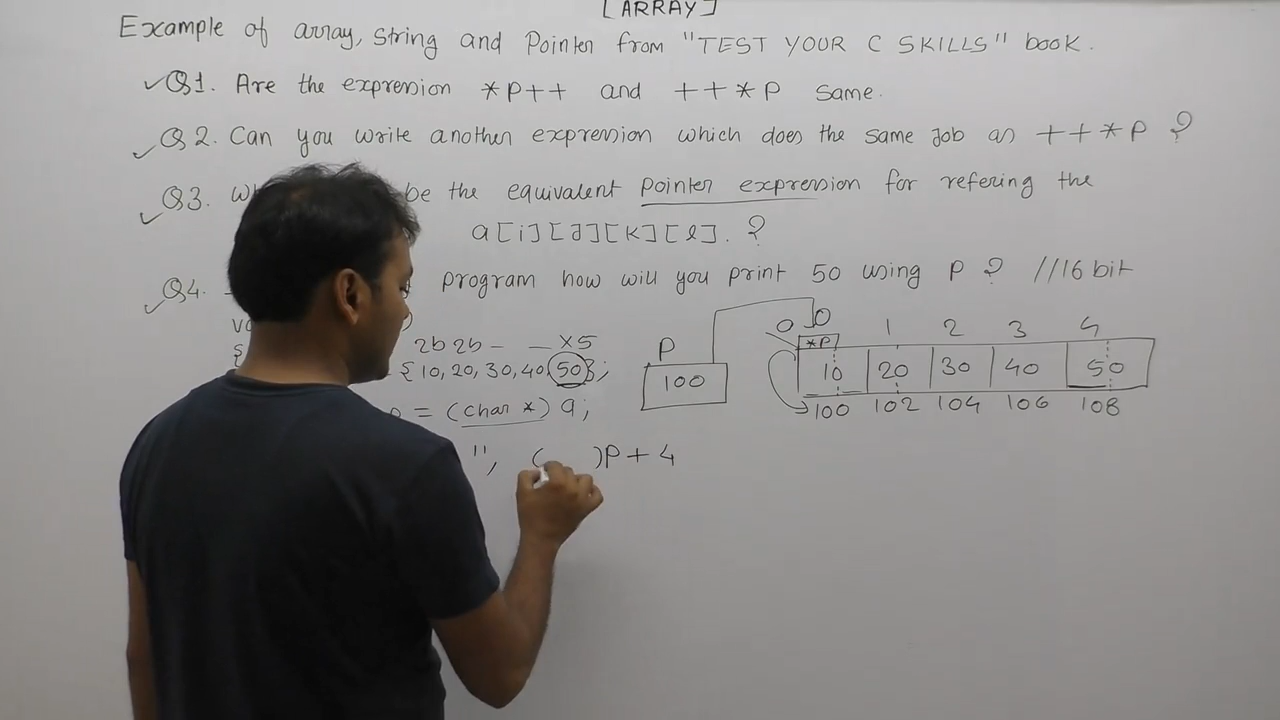 [ARRAY]
Example of array, string and Pointer from "TEST YOUR C SKILLS" book.
Q1. Are the expression *P++ and ++*P same.
Q2. Can you write another expression which does the same job as ++*P ?
Q3. be the equivalent pointer expression for refering the
a[i][j][k][l]. ?
Q4. program how will you print 50 using P ? //16 bit
0 0 1 2 3 4
{ 2b 2b - - X5 P *P
{10, 20, 30, 40, 50}; 100 10 20 30 40 50
= (char *) a; 100 102 104 106 108
", ( )P + 4